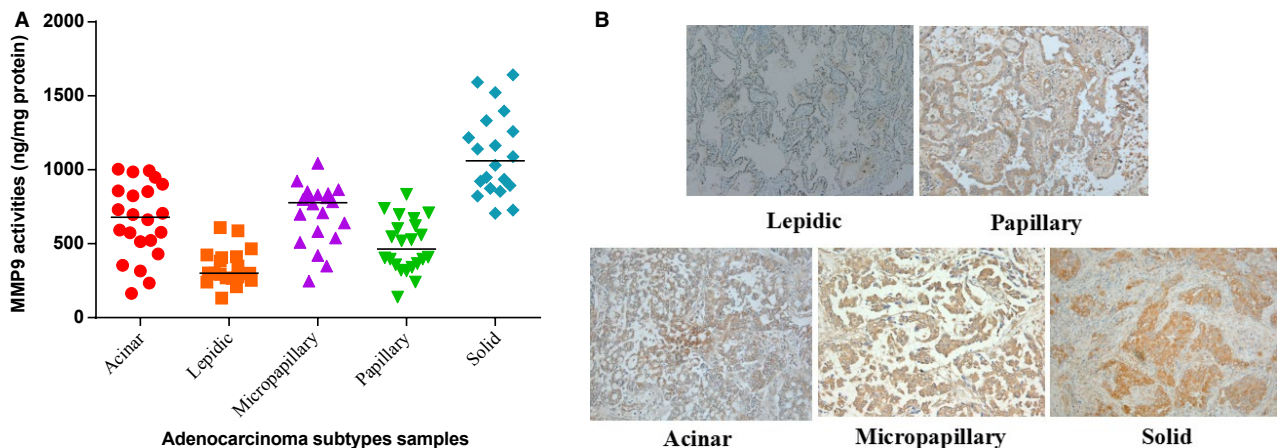 A
MMP9 activities (ng/mg protein)
2000
1500
1000
500
0
Acinar
Lepidic
Micropapillary
Papillary
Solid
Adenocarcinoma subtypes samples
B
Lepidic Papillary
Acinar Micropapillary Solid